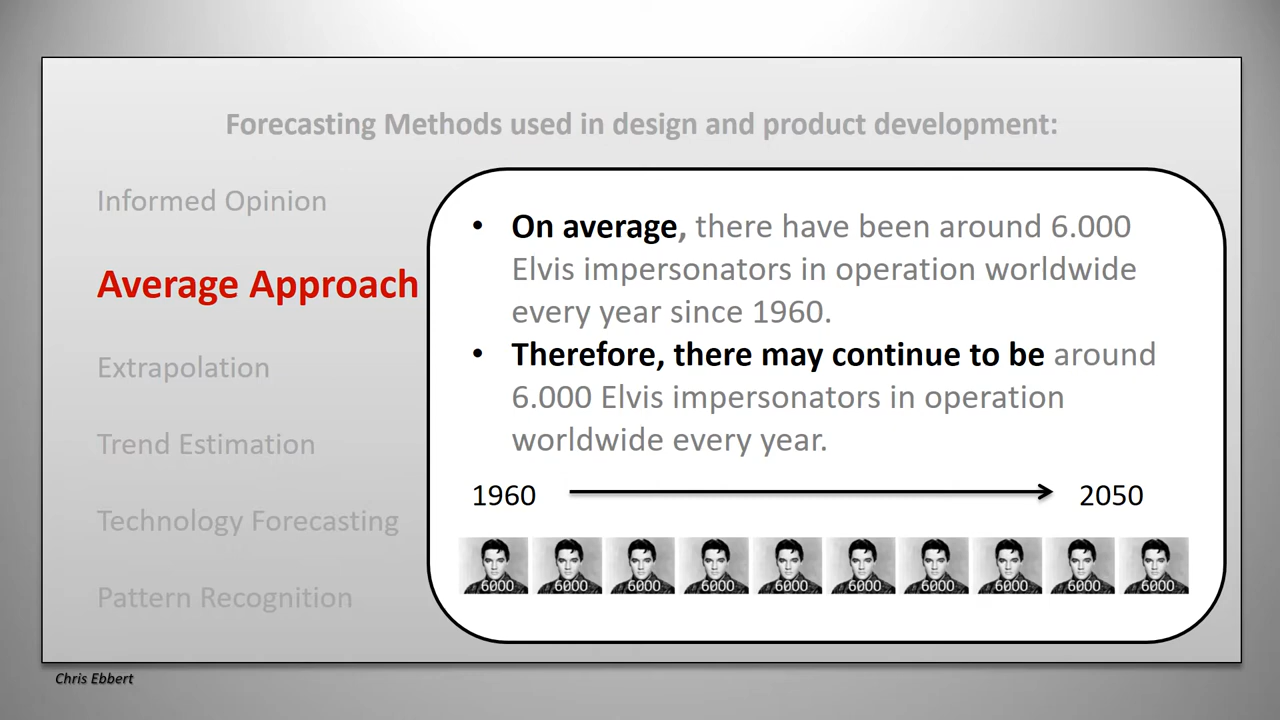 Forecasting Methods used in design and product development:
Informed Opinion
Average Approach
Extrapolation
Trend Estimation
Technology Forecasting
Pattern Recognition
• On average, there have been around 6.000
Elvis impersonators in operation worldwide
every year since 1960.
• Therefore, there may continue to be around
6.000 Elvis impersonators in operation
worldwide every year.
1960 2050
6000 6000 6000 6000 6000 6000 6000 6000 6000 6000
Chris Ebbert